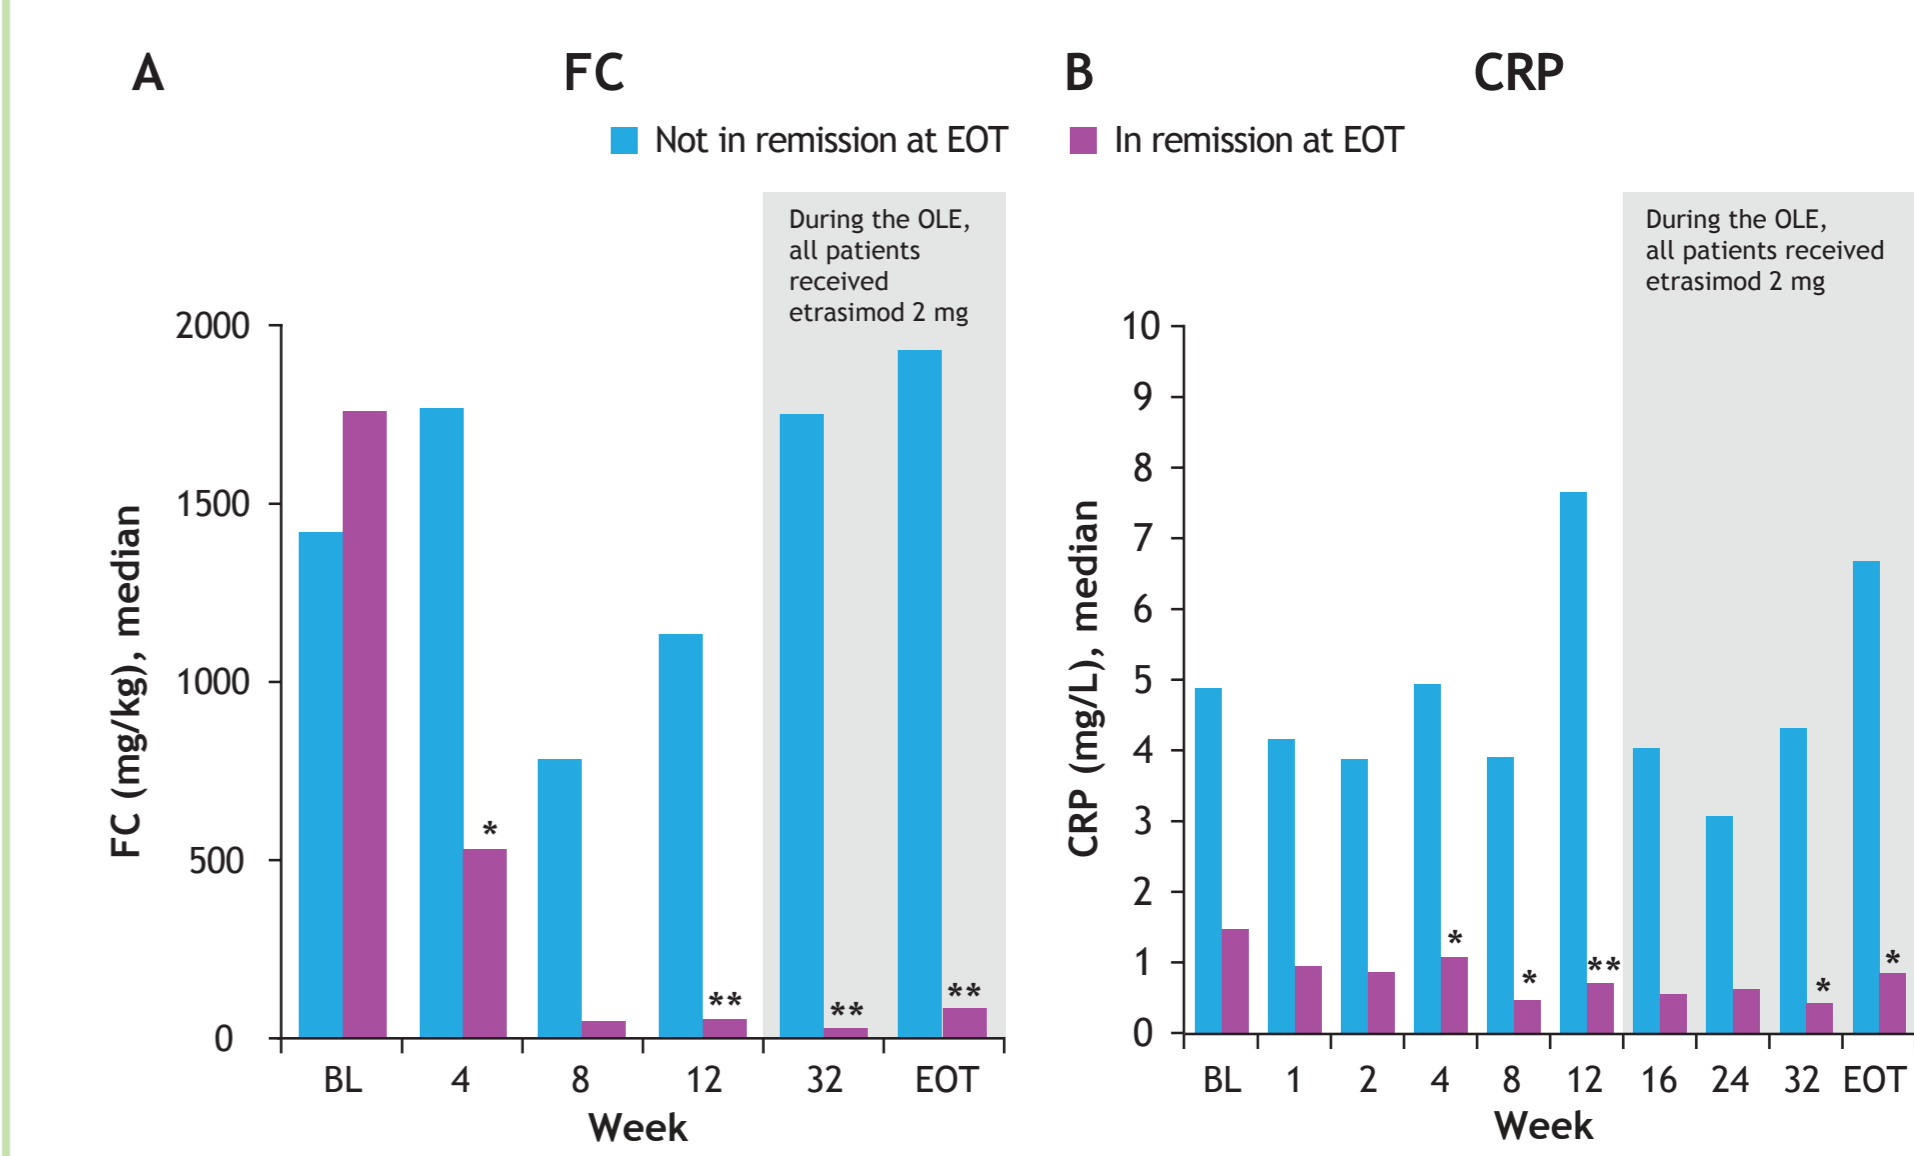 A
FC
B
CRP
Not in remission at EOT
In remission at EOT
During the OLE,
all patients
received
etrasimod 2 mg
2000
1500
1000
500
0
FC (mg/kg), median
*
**
**
**
BL 4 8 12 32 EOT
Week
During the OLE,
all patients received
etrasimod 2 mg
10
9
8
7
6
5
4
3
2
1
0
CRP (mg/L), median
*
*
**
*
*
BL 1 2 4 8 12 16 24 32 EOT
Week